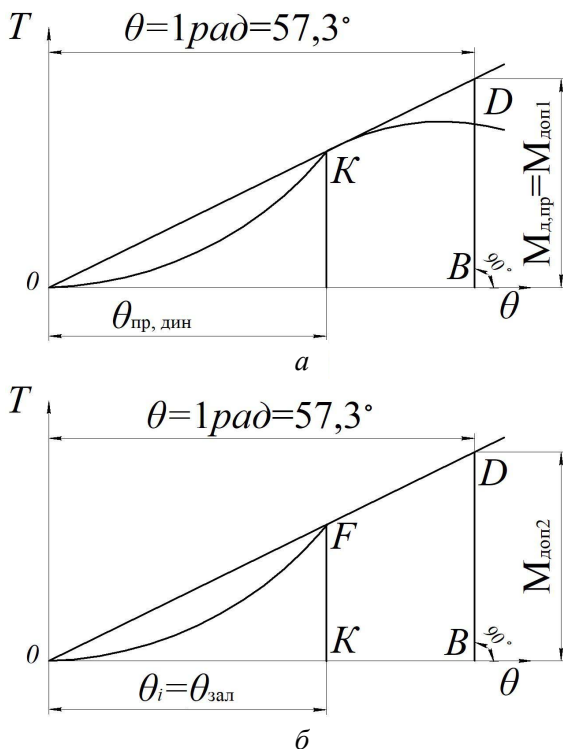 T
θ=1рад=57,3°
D
K
Mд,пр=Mдоп1
B
90°
0
θ
θпр, дин
а
T
θ=1рад=57,3°
D
F
Mдоп2
K
B
90°
0
θ
θi=θзал
б